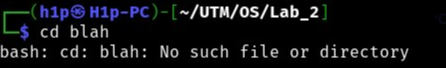 ┌──(h1p㉿H1p-PC)-[~/UTM/OS/Lab_2]
└─$ cd blah
bash: cd: blah: No such file or directory